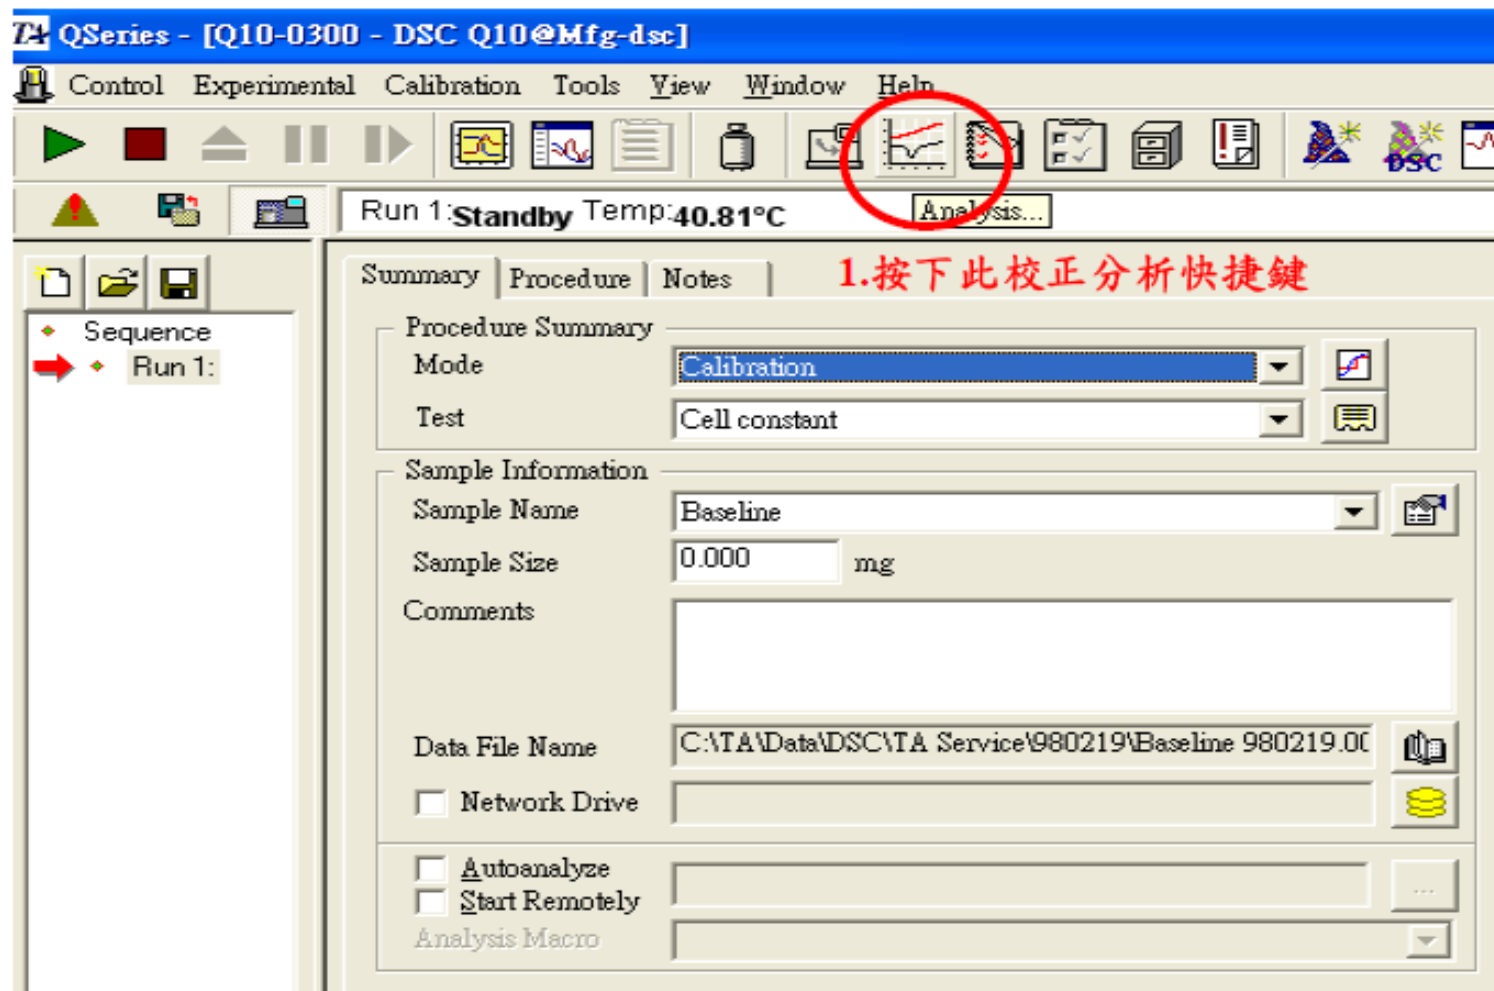 TA QSeries - [Q10-0300 - DSC Q10@Mfg-dsc]
Control Experimental Calibration Tools View Window Help
DSC
Run 1: Standby Temp: 40.81°C
Analysis...
1.按下此校正分析快捷鍵
Summary Procedure Notes
Sequence
Run 1:
Procedure Summary
Mode Calibration
Test Cell constant
Sample Information
Sample Name Baseline
Sample Size 0.000 mg
Comments
Data File Name C:\TA\Data\DSC\TA Service\980219\Baseline 980219.00
Network Drive
Autoanalyze
...
Start Remotely
Analysis Macro